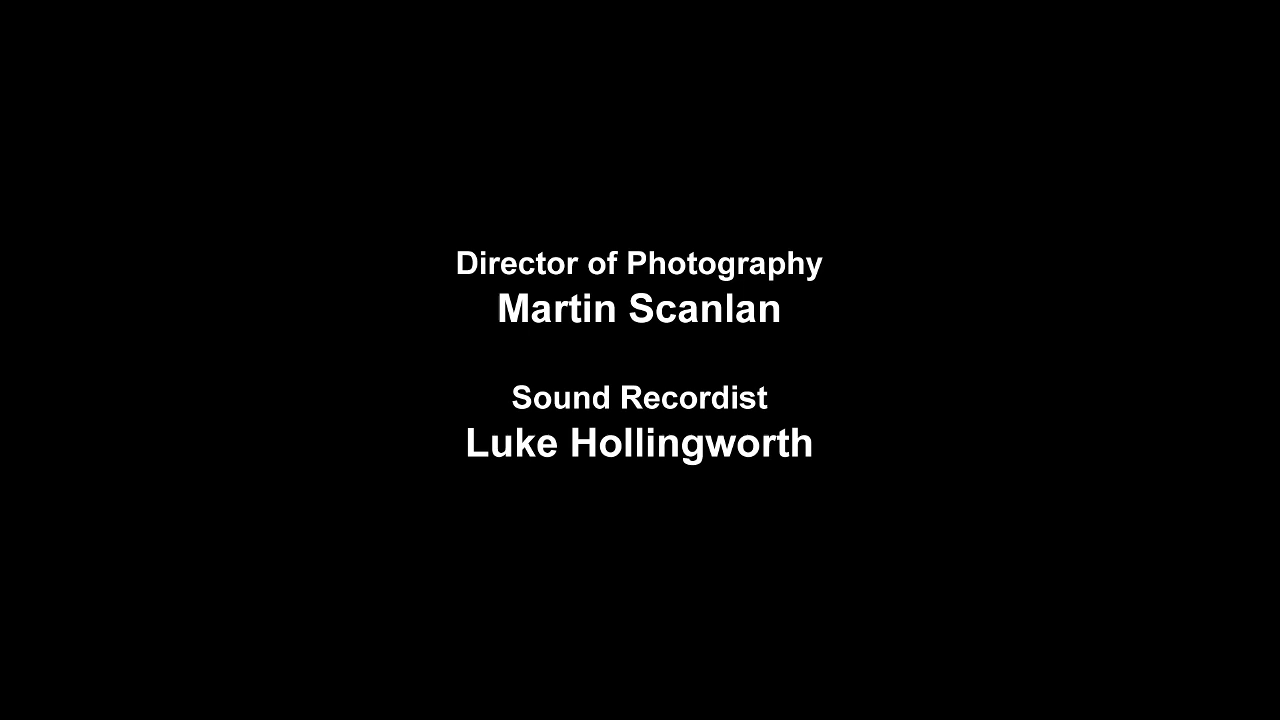 Director of Photography
Martin Scanlan
Sound Recordist
Luke Hollingworth